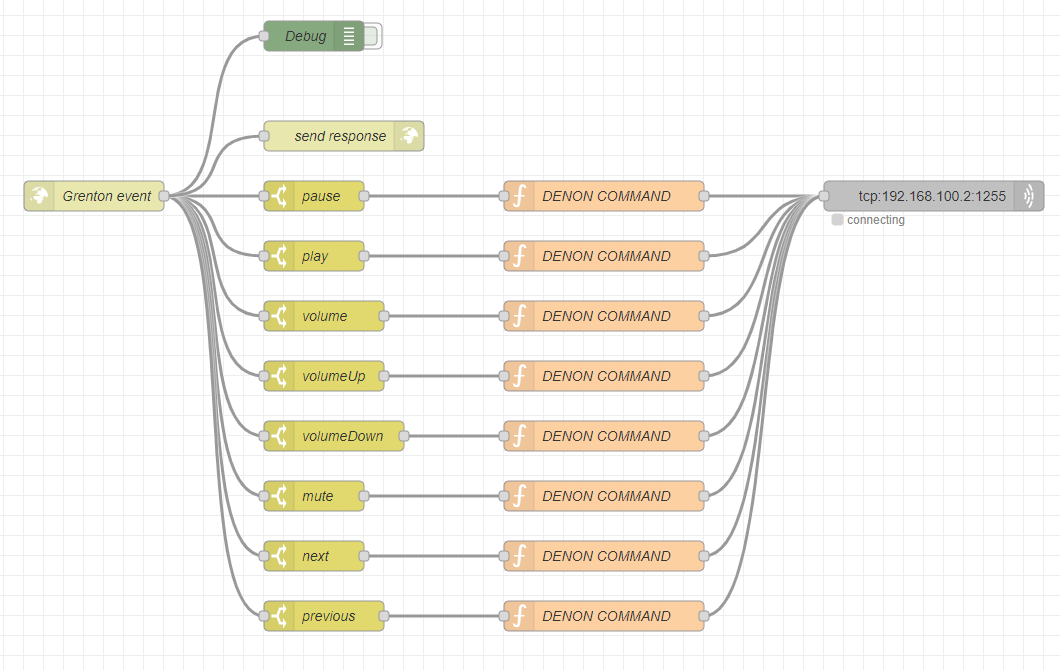 Debug
send response
Grenton event
pause
DENON COMMAND
tcp:192.168.100.2:1255
connecting
play
DENON COMMAND
volume
DENON COMMAND
volumeUp
DENON COMMAND
volumeDown
DENON COMMAND
mute
DENON COMMAND
next
DENON COMMAND
previous
DENON COMMAND